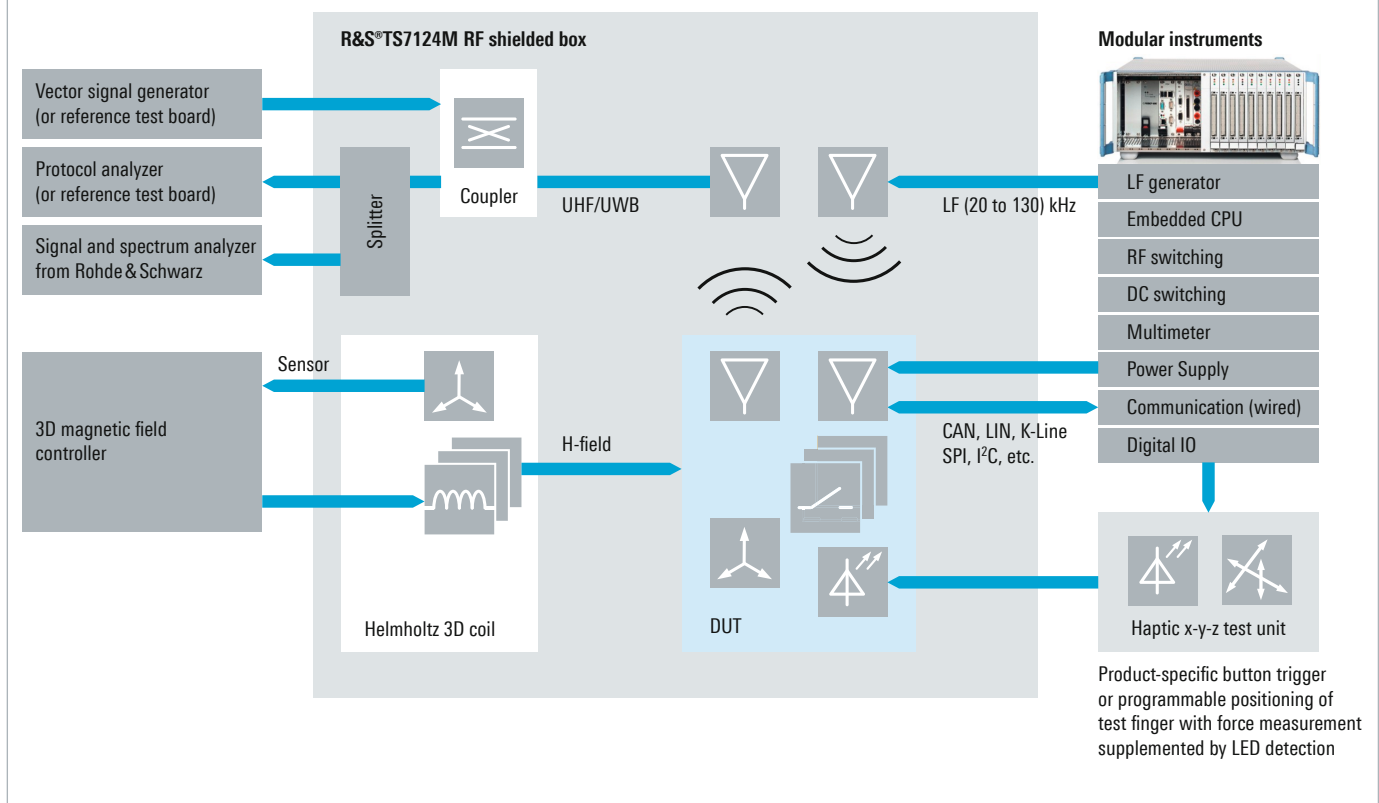 R&S®TS7124M RF shielded box
Modular instruments
Vector signal generator
(or reference test board)
Protocol analyzer
(or reference test board)
Signal and spectrum analyzer
from Rohde & Schwarz
Splitter
Coupler
UHF/UWB
LF (20 to 130) kHz
LF generator
Embedded CPU
RF switching
DC switching
Multimeter
Power Supply
Communication (wired)
Digital IO
3D magnetic field
controller
Sensor
H-field
Helmholtz 3D coil
DUT
CAN, LIN, K-Line
SPI, I²C, etc.
Haptic x-y-z test unit
Product-specific button trigger
or programmable positioning of
test finger with force measurement
supplemented by LED detection